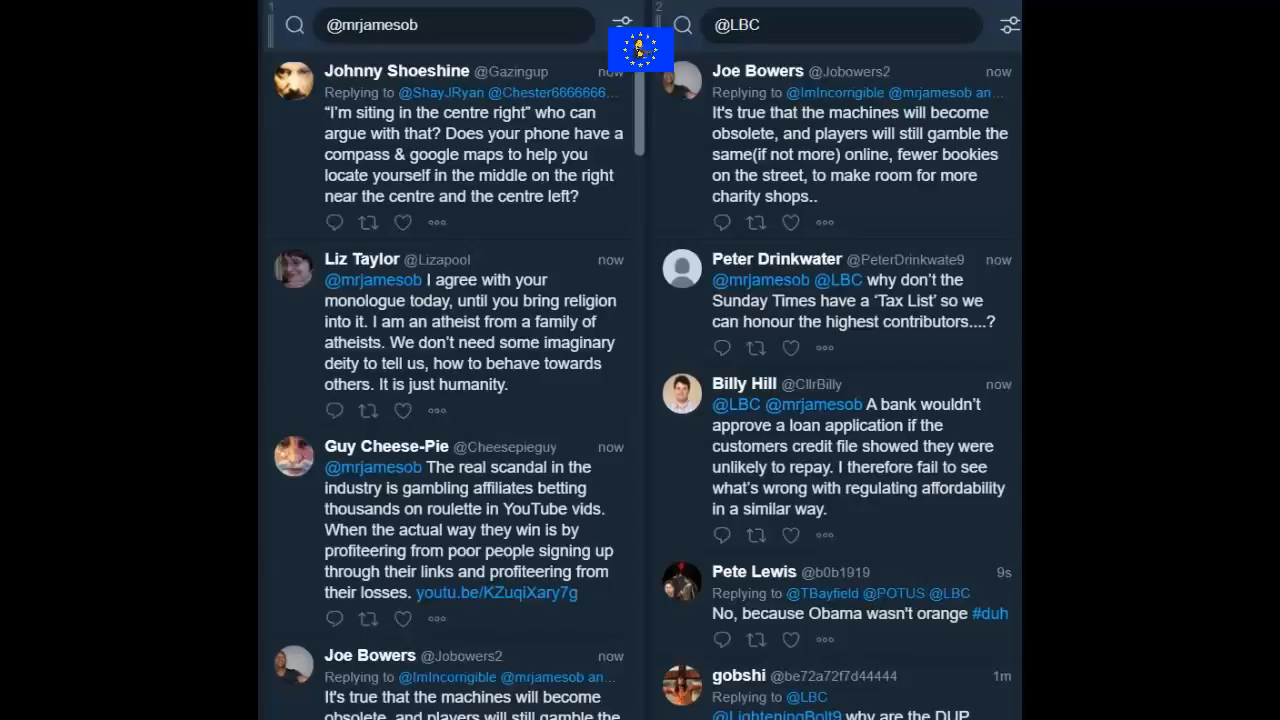 1
@mrjamesob
Johnny Shoeshine @Gazingup now
Replying to @ShayJRyan @Chester6666666...
“I’m siting in the centre right” who can
argue with that? Does your phone have a
compass & google maps to help you
locate yourself in the middle on the right
near the centre and the centre left?
Liz Taylor @Lizapool now
@mrjamesob I agree with your
monologue today, until you bring religion
into it. I am an atheist from a family of
atheists. We don’t need some imaginary
deity to tell us, how to behave towards
others. It is just humanity.
Guy Cheese-Pie @Cheesepieguy now
@mrjamesob The real scandal in the
industry is gambling affiliates betting
thousands on roulette in YouTube vids.
When the actual way they win is by
profiteering from poor people signing up
through their links and profiteering from
their losses. youtu.be/KZuqiXary7g
Joe Bowers @Jobowers2 now
Replying to @ImIncorrigible @mrjamesob an...
It's true that the machines will become
obsolete, and players will still gamble the
2
@LBC
Joe Bowers @Jobowers2 now
Replying to @ImIncorrigible @mrjamesob an...
It's true that the machines will become
obsolete, and players will still gamble the
same(if not more) online, fewer bookies
on the street, to make room for more
charity shops..
Peter Drinkwater @PeterDrinkwate9 now
@mrjamesob @LBC why don’t the
Sunday Times have a ‘Tax List’ so we
can honour the highest contributors....?
Billy Hill @CllrBilly now
@LBC @mrjamesob A bank wouldn’t
approve a loan application if the
customers credit file showed they were
unlikely to repay. I therefore fail to see
what’s wrong with regulating affordability
in a similar way.
Pete Lewis @b0b1919 9s
Replying to @TBayfield @POTUS @LBC
No, because Obama wasn't orange #duh
gobshi @be72a72f7d44444 1m
Replying to @LBC
@LighteningBolt9 why are the DUP